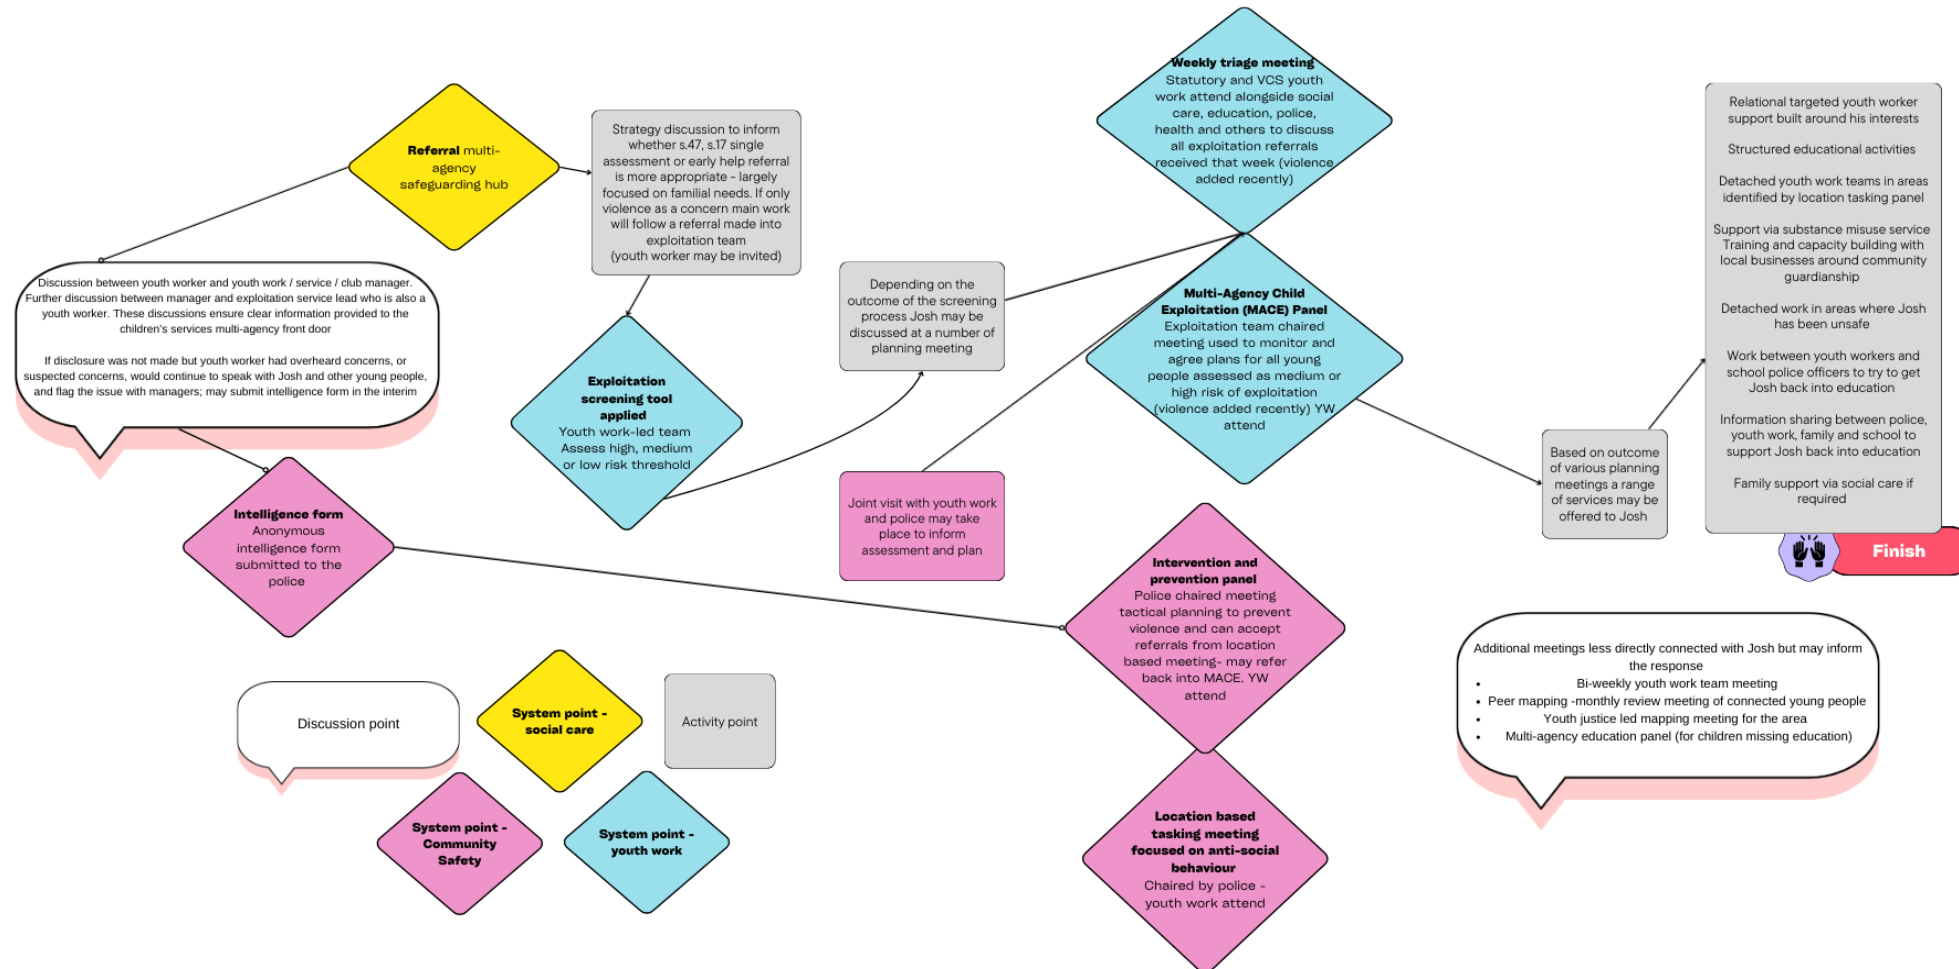 Weekly triage meeting
Statutory and VCS youth
work attend alongside social
care, education, police,
health and others to discuss
all exploitation referrals
received that week (violence
added recently)
Referral multi-
agency
safeguarding hub
Strategy discussion to inform
whether s.47, s.17 single
assessment or early help referral
is more appropriate - largely
focused on familial needs. If only
violence as a concern main work
will follow a referral made into
exploitation team
(youth worker may be invited)
Discussion between youth worker and youth work / service / club manager.
Further discussion between manager and exploitation service lead who is also a
youth worker. These discussions ensure clear information provided to the
children's services multi-agency front door
If disclosure was not made but youth worker had overheard concerns, or
suspected concerns, would continue to speak with Josh and other young people,
and flag the issue with managers; may submit intelligence form in the interim
Exploitation
screening tool
applied
Youth work-led team
Assess high, medium
or low risk threshold
Depending on the
outcome of the screening
process Josh may be
discussed at a number of
planning meeting
Multi-Agency Child
Exploitation (MACE) Panel
Exploitation team chaired
meeting used to monitor and
agree plans for all young
people assessed as medium or
high risk of exploitation
(violence added recently) YW
attend
Joint visit with youth work
and police may take
place to inform
assessment and plan
Based on outcome
of various planning
meetings a range
of services may be
offered to Josh
Relational targeted youth worker
support built around his interests
Structured educational activities
Detached youth work teams in areas
identified by location tasking panel
Support via substance misuse service
Training and capacity building with
local businesses around community
guardianship
Detached work in areas where Josh
has been unsafe
Work between youth workers and
school police officers to try to get
Josh back into education
Information sharing between police,
youth work, family and school to
support Josh back into education
Family support via social care if
required
Finish
Intelligence form
Anonymous
intelligence form
submitted to the
police
Intervention and
prevention panel
Police chaired meeting
tactical planning to prevent
violence and can accept
referrals from location
based meeting- may refer
back into MACE. YW
attend
Location based
tasking meeting
focused on anti-social
behaviour
Chaired by police -
youth work attend
Additional meetings less directly connected with Josh but may inform
the response
• Bi-weekly youth work team meeting
• Peer mapping -monthly review meeting of connected young people
• Youth justice led mapping meeting for the area
• Multi-agency education panel (for children missing education)
Discussion point
System point -
social care
Activity point
System point -
Community
Safety
System point -
youth work